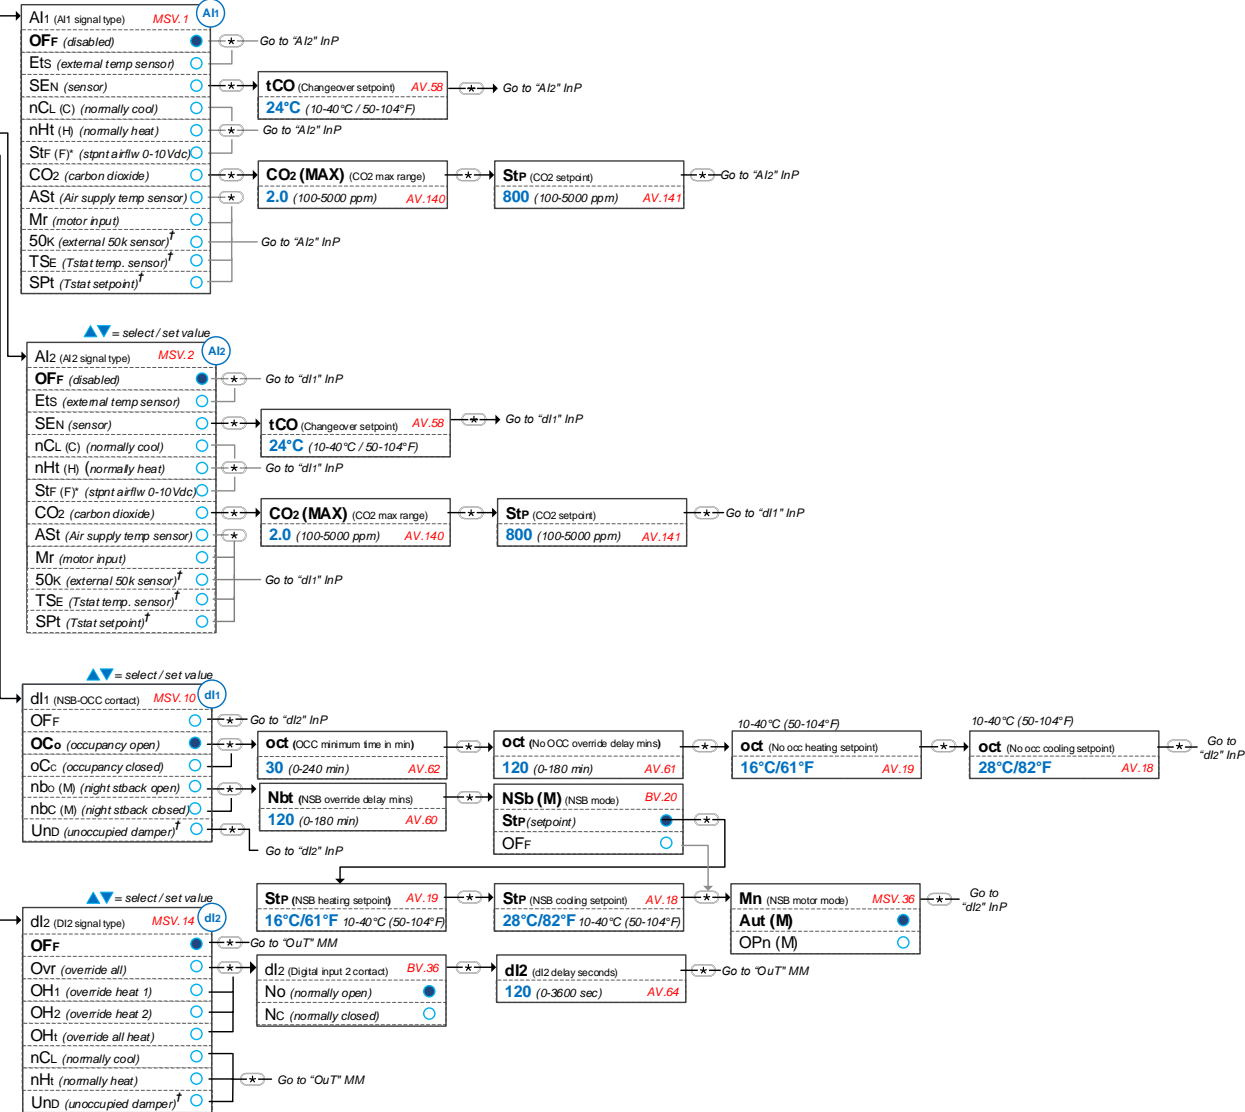 AI1 (AI1 signal type) MSV.1 AI1
OFF (disabled) * Go to "AI2" InP
Ets (external temp sensor)
SEN (sensor) * tCO (Changeover setpoint) AV.58 * Go to "AI2" InP
nCL (C) (normally cool) 24°C (10-40°C / 50-104°F)
nHt (H) (normally heat) * Go to "AI2" InP
StF (F)* (stpnt airflw 0-10Vdc)
CO2 (carbon dioxide) * CO2 (MAX) (CO2 max range) * StP (CO2 setpoint) * Go to "AI2" InP
ASt (Air supply temp sensor) * 2.0 (100-5000 ppm) AV.140 800 (100-5000 ppm) AV.141
Mr (motor input)
50K (external 50k sensor)† Go to "AI2" InP
TSE (Tstat temp. sensor)†
SPt (Tstat setpoint)†
▲▼ = select / set value
AI2 (AI2 signal type) MSV.2 AI2
OFF (disabled) * Go to "dI1" InP
Ets (external temp sensor)
SEN (sensor) * tCO (Changeover setpoint) AV.58 * Go to "dI1" InP
nCL (C) (normally cool) 24°C (10-40°C / 50-104°F)
nHt (H) (normally heat) * Go to "dI1" InP
StF (F)* (stpnt airflw 0-10Vdc)
CO2 (carbon dioxide) * CO2 (MAX) (CO2 max range) * StP (CO2 setpoint) * Go to "dI1" InP
ASt (Air supply temp sensor) * 2.0 (100-5000 ppm) AV.140 800 (100-5000 ppm) AV.141
Mr (motor input)
50K (external 50k sensor)† Go to "dI1" InP
TSE (Tstat temp. sensor)†
SPt (Tstat setpoint)†
▲▼ = select / set value
dI1 (NSB-OCC contact) MSV.10 dI1
OFF * Go to "dI2" InP
10-40°C (50-104°F) 10-40°C (50-104°F)
OCo (occupancy open) * oct (OCC minimum time in min) * oct (No OCC override delay mins) * oct (No occ heating setpoint) * oct (No occ cooling setpoint) * Go to "dI2" InP
oCc (occupancy closed) 30 (0-240 min) AV.62 120 (0-180 min) AV.61 16°C/61°F AV.19 28°C/82°F AV.18
nbo (M) (night stback open) * Nbt (NSB override delay mins) * NSb (M) (NSB mode) BV.20
nbC (M) (night stback closed) 120 (0-180 min) AV.60 StP(setpoint) *
UnD (unoccupied damper)† * OFF
Go to "dI2" InP
StP (NSB heating setpoint) AV.19 * StP (NSB cooling setpoint) AV.18 * Mn (NSB motor mode) MSV.36 * Go to "dI2" InP
16°C/61°F 10-40°C (50-104°F) 28°C/82°F 10-40°C (50-104°F) Aut (M)
OPn (M)
▲▼ = select / set value
dI2 (DI2 signal type) MSV.14 dI2
OFF * Go to "OuT" MM
Ovr (override all) * dI2 (Digital input 2 contact) BV.36 * dI2 (dI2 delay seconds) * Go to "OuT" MM
OH1 (override heat 1) No (normally open) 120 (0-3600 sec) AV.64
OH2 (override heat 2) NC (normally closed)
OHt (override all heat)
nCL (normally cool)
nHt (normally heat) * Go to "OuT" MM
UnD (unoccupied damper)†